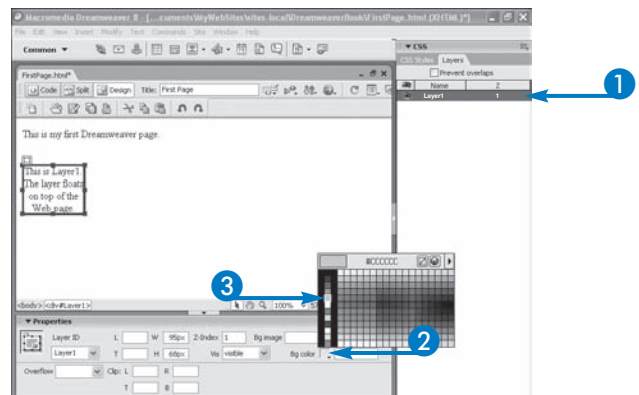 Macromedia Dreamweaver 8 - [...cuments\MyWebSites\sites-local\DreamweaverBook\FirstPage.html (XHTML)*]
File Edit View Insert Modify Text Commands Site Window Help
Common
CSS
CSS Styles Layers
Prevent overlaps
Name Z
Layer1 1
1
FirstPage.html*
Code Split Design Title: First Page
This is my first Dreamweaver page.
This is Layer1.
The layer floats
on top of the
Web page.
#CCCCCC
3
<body> <div#Layer1>
100%
Properties
2
Layer ID L W 95px Z-Index 1 Bg image
Layer1 T H 68px Vis visible Bg color
Overflow Clip: L R
T B